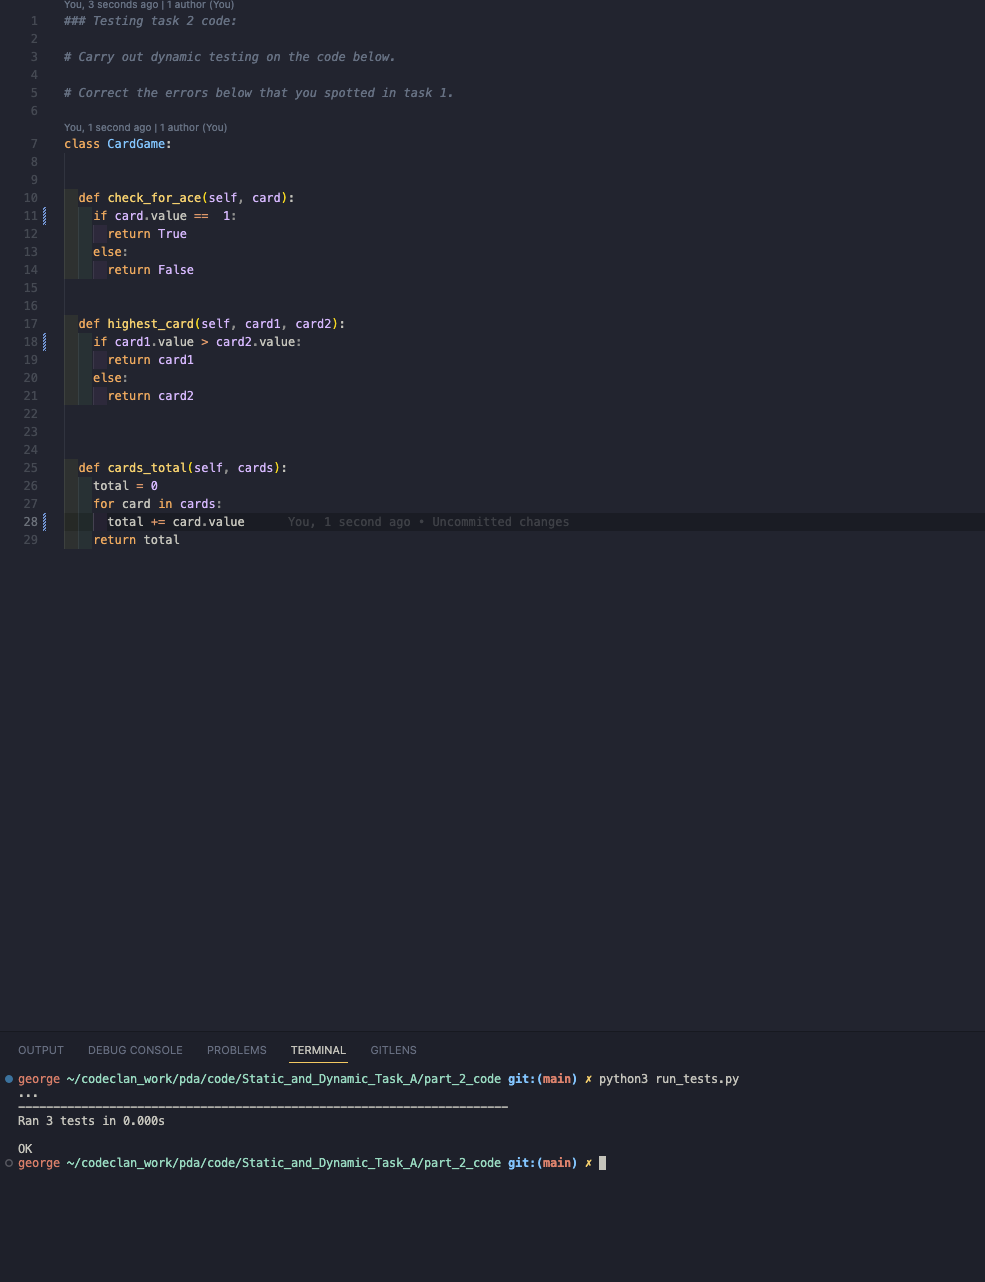 You, 3 seconds ago | 1 author (You)
1 ### Testing task 2 code:
2
3 # Carry out dynamic testing on the code below.
4
5 # Correct the errors below that you spotted in task 1.
6
You, 1 second ago | 1 author (You)
7 class CardGame:
8
9
10 def check_for_ace(self, card):
11 if card.value ==  1:
12 return True
13 else:
14 return False
15
16
17 def highest_card(self, card1, card2):
18 if card1.value > card2.value:
19 return card1
20 else:
21 return card2
22
23
24
25 def cards_total(self, cards):
26 total = 0
27 for card in cards:
28 total += card.value You, 1 second ago • Uncommitted changes
29 return total
OUTPUT DEBUG CONSOLE PROBLEMS TERMINAL GITLENS
george ~/codeclan_work/pda/code/Static_and_Dynamic_Task_A/part_2_code git:(main) ✗ python3 run_tests.py
...
----------------------------------------------------------------------
Ran 3 tests in 0.000s
OK
george ~/codeclan_work/pda/code/Static_and_Dynamic_Task_A/part_2_code git:(main) ✗